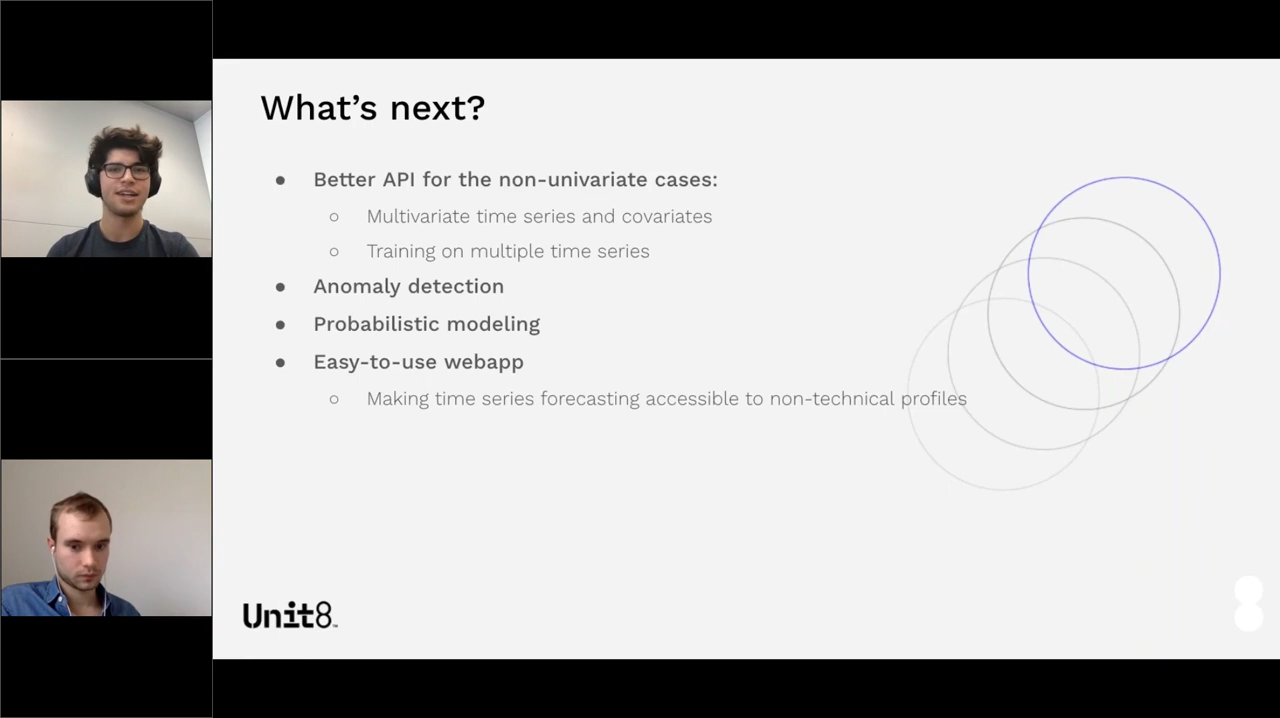 What's next?
● Better API for the non-univariate cases:
○ Multivariate time series and covariates
○ Training on multiple time series
● Anomaly detection
● Probabilistic modeling
● Easy-to-use webapp
○ Making time series forecasting accessible to non-technical profiles
Unit8™